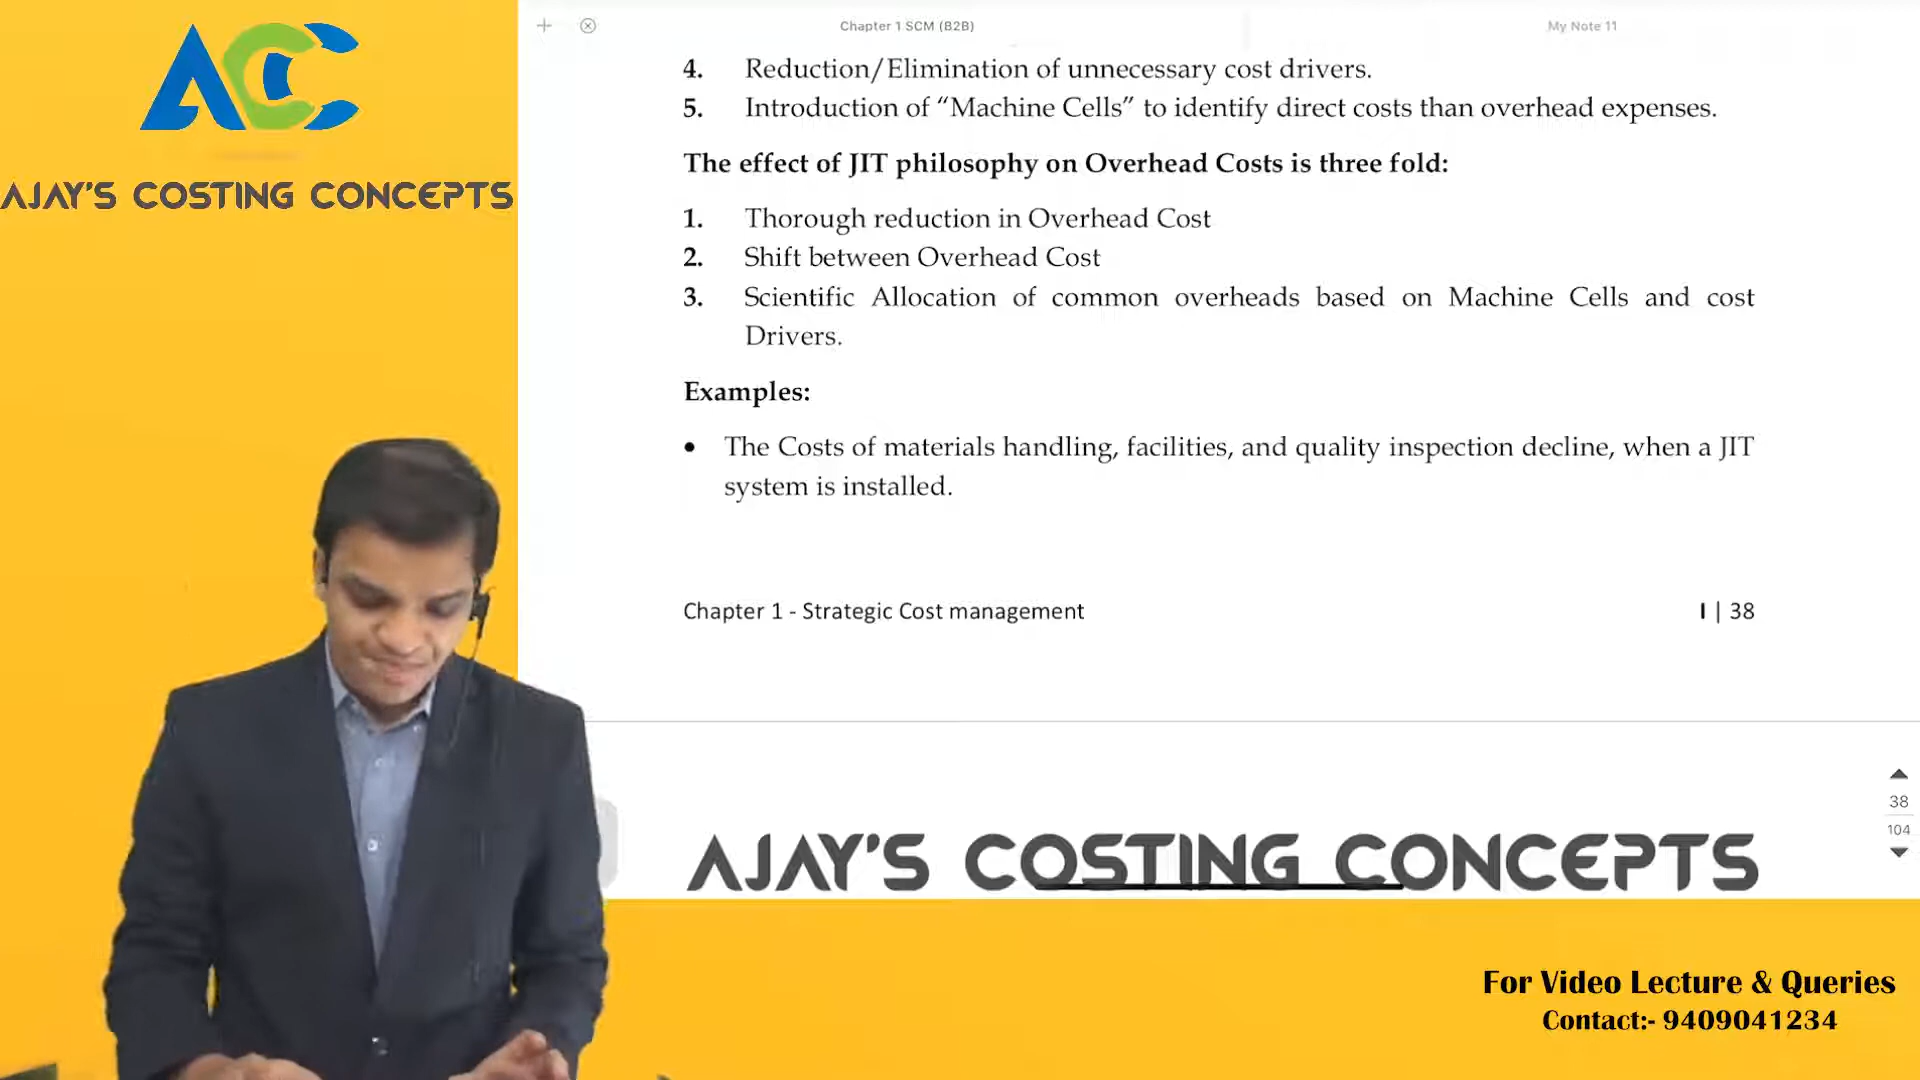 ACC
AJAY'S COSTING CONCEPTS
Chapter 1 SCM (B2B)
My Note 11
4. Reduction/Elimination of unnecessary cost drivers.
5. Introduction of “Machine Cells” to identify direct costs than overhead expenses.
The effect of JIT philosophy on Overhead Costs is three fold:
1. Thorough reduction in Overhead Cost
2. Shift between Overhead Cost
3. Scientific Allocation of common overheads based on Machine Cells and cost
Drivers.
Examples:
• The Costs of materials handling, facilities, and quality inspection decline, when a JIT
system is installed.
Chapter 1 - Strategic Cost management
I | 38
38
104
AJAY'S COSTING CONCEPTS
For Video Lecture & Queries
Contact:- 9409041234